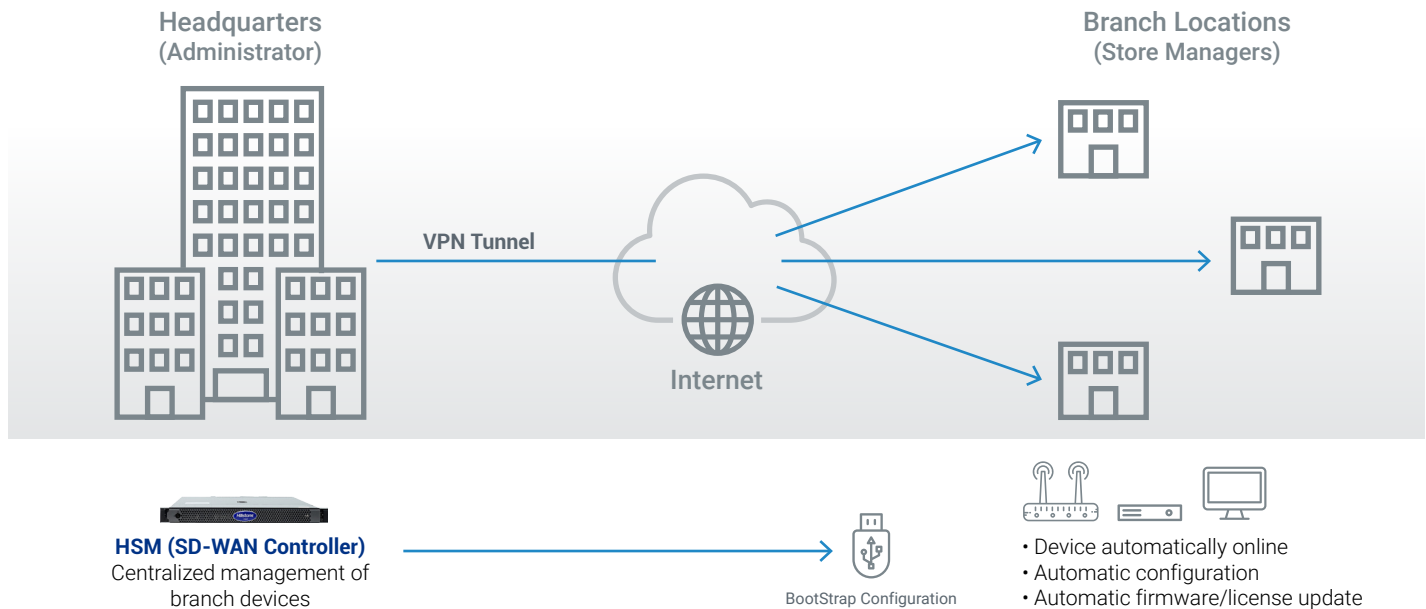 Headquarters
(Administrator)
Branch Locations
(Store Managers)
VPN Tunnel
Internet
Hillstone
HSM (SD-WAN Controller)
Centralized management of
branch devices
BootStrap Configuration
• Device automatically online
• Automatic configuration
• Automatic firmware/license update